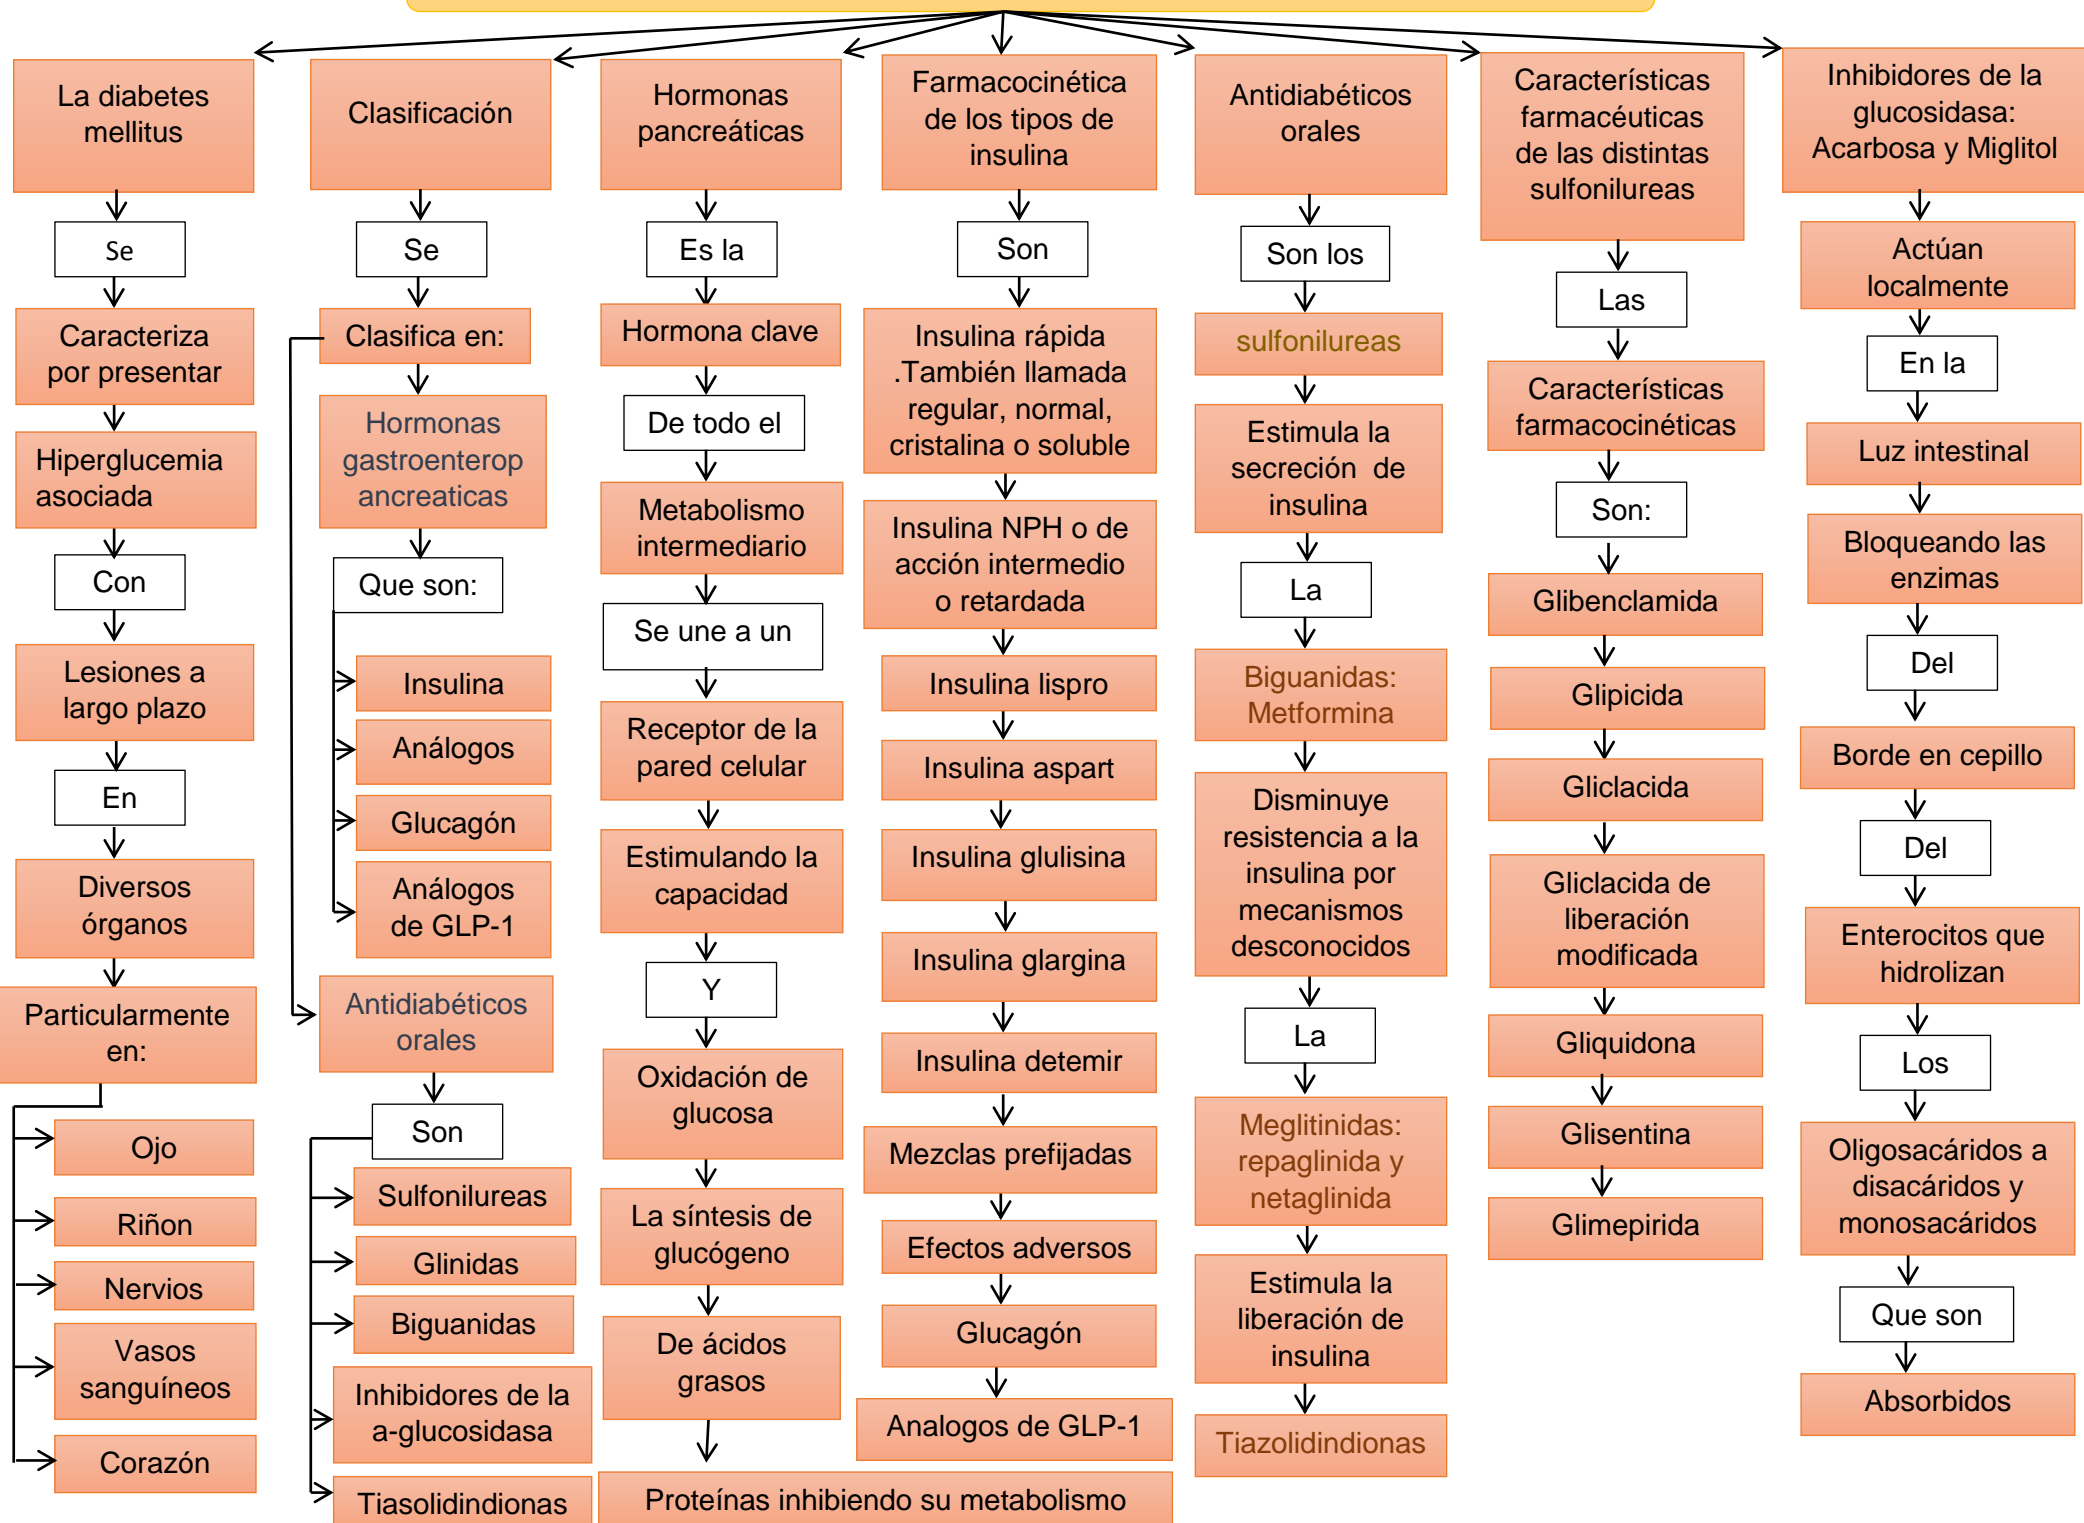 La diabetes
mellitus
Se
Caracteriza
por presentar
Hiperglucemia
asociada
Con
Lesiones a
largo plazo
En
Diversos
órganos
Particularmente
en:
Ojo
Riñon
Nervios
Vasos
sanguíneos
Corazón
Clasificación
Se
Clasifica en:
Hormonas
gastroenterop
ancreaticas
Que son:
Insulina
Análogos
Glucagón
Análogos
de GLP-1
Antidiabéticos
orales
Son
Sulfonilureas
Glinidas
Biguanidas
Inhibidores de la
a-glucosidasa
Tiasolidindionas
Hormonas
pancreáticas
Es la
Hormona clave
De todo el
Metabolismo
intermediario
Se une a un
Receptor de la
pared celular
Estimulando la
capacidad
Y
Oxidación de
glucosa
La síntesis de
glucógeno
De ácidos
grasos
Proteínas inhibiendo su metabolismo
Farmacocinética
de los tipos de
insulina
Son
Insulina rápida
.También llamada
regular, normal,
cristalina o soluble
Insulina NPH o de
acción intermedio
o retardada
Insulina lispro
Insulina aspart
Insulina glulisina
Insulina glargina
Insulina detemir
Mezclas prefijadas
Efectos adversos
Glucagón
Analogos de GLP-1
Antidiabéticos
orales
Son los
sulfonilureas
Estimula la
secreción de
insulina
La
Biguanidas:
Metformina
Disminuye
resistencia a la
insulina por
mecanismos
desconocidos
La
Meglitinidas:
repaglinida y
netaglinida
Estimula la
liberación de
insulina
Tiazolidindionas
Características
farmacéuticas
de las distintas
sulfonilureas
Las
Características
farmacocinéticas
Son:
Glibenclamida
Glipicida
Gliclacida
Gliclacida de
liberación
modificada
Gliquidona
Glisentina
Glimepirida
Inhibidores de la
glucosidasa:
Acarbosa y Miglitol
Actúan
localmente
En la
Luz intestinal
Bloqueando las
enzimas
Del
Borde en cepillo
Del
Enterocitos que
hidrolizan
Los
Oligosacáridos a
disacáridos y
monosacáridos
Que son
Absorbidos